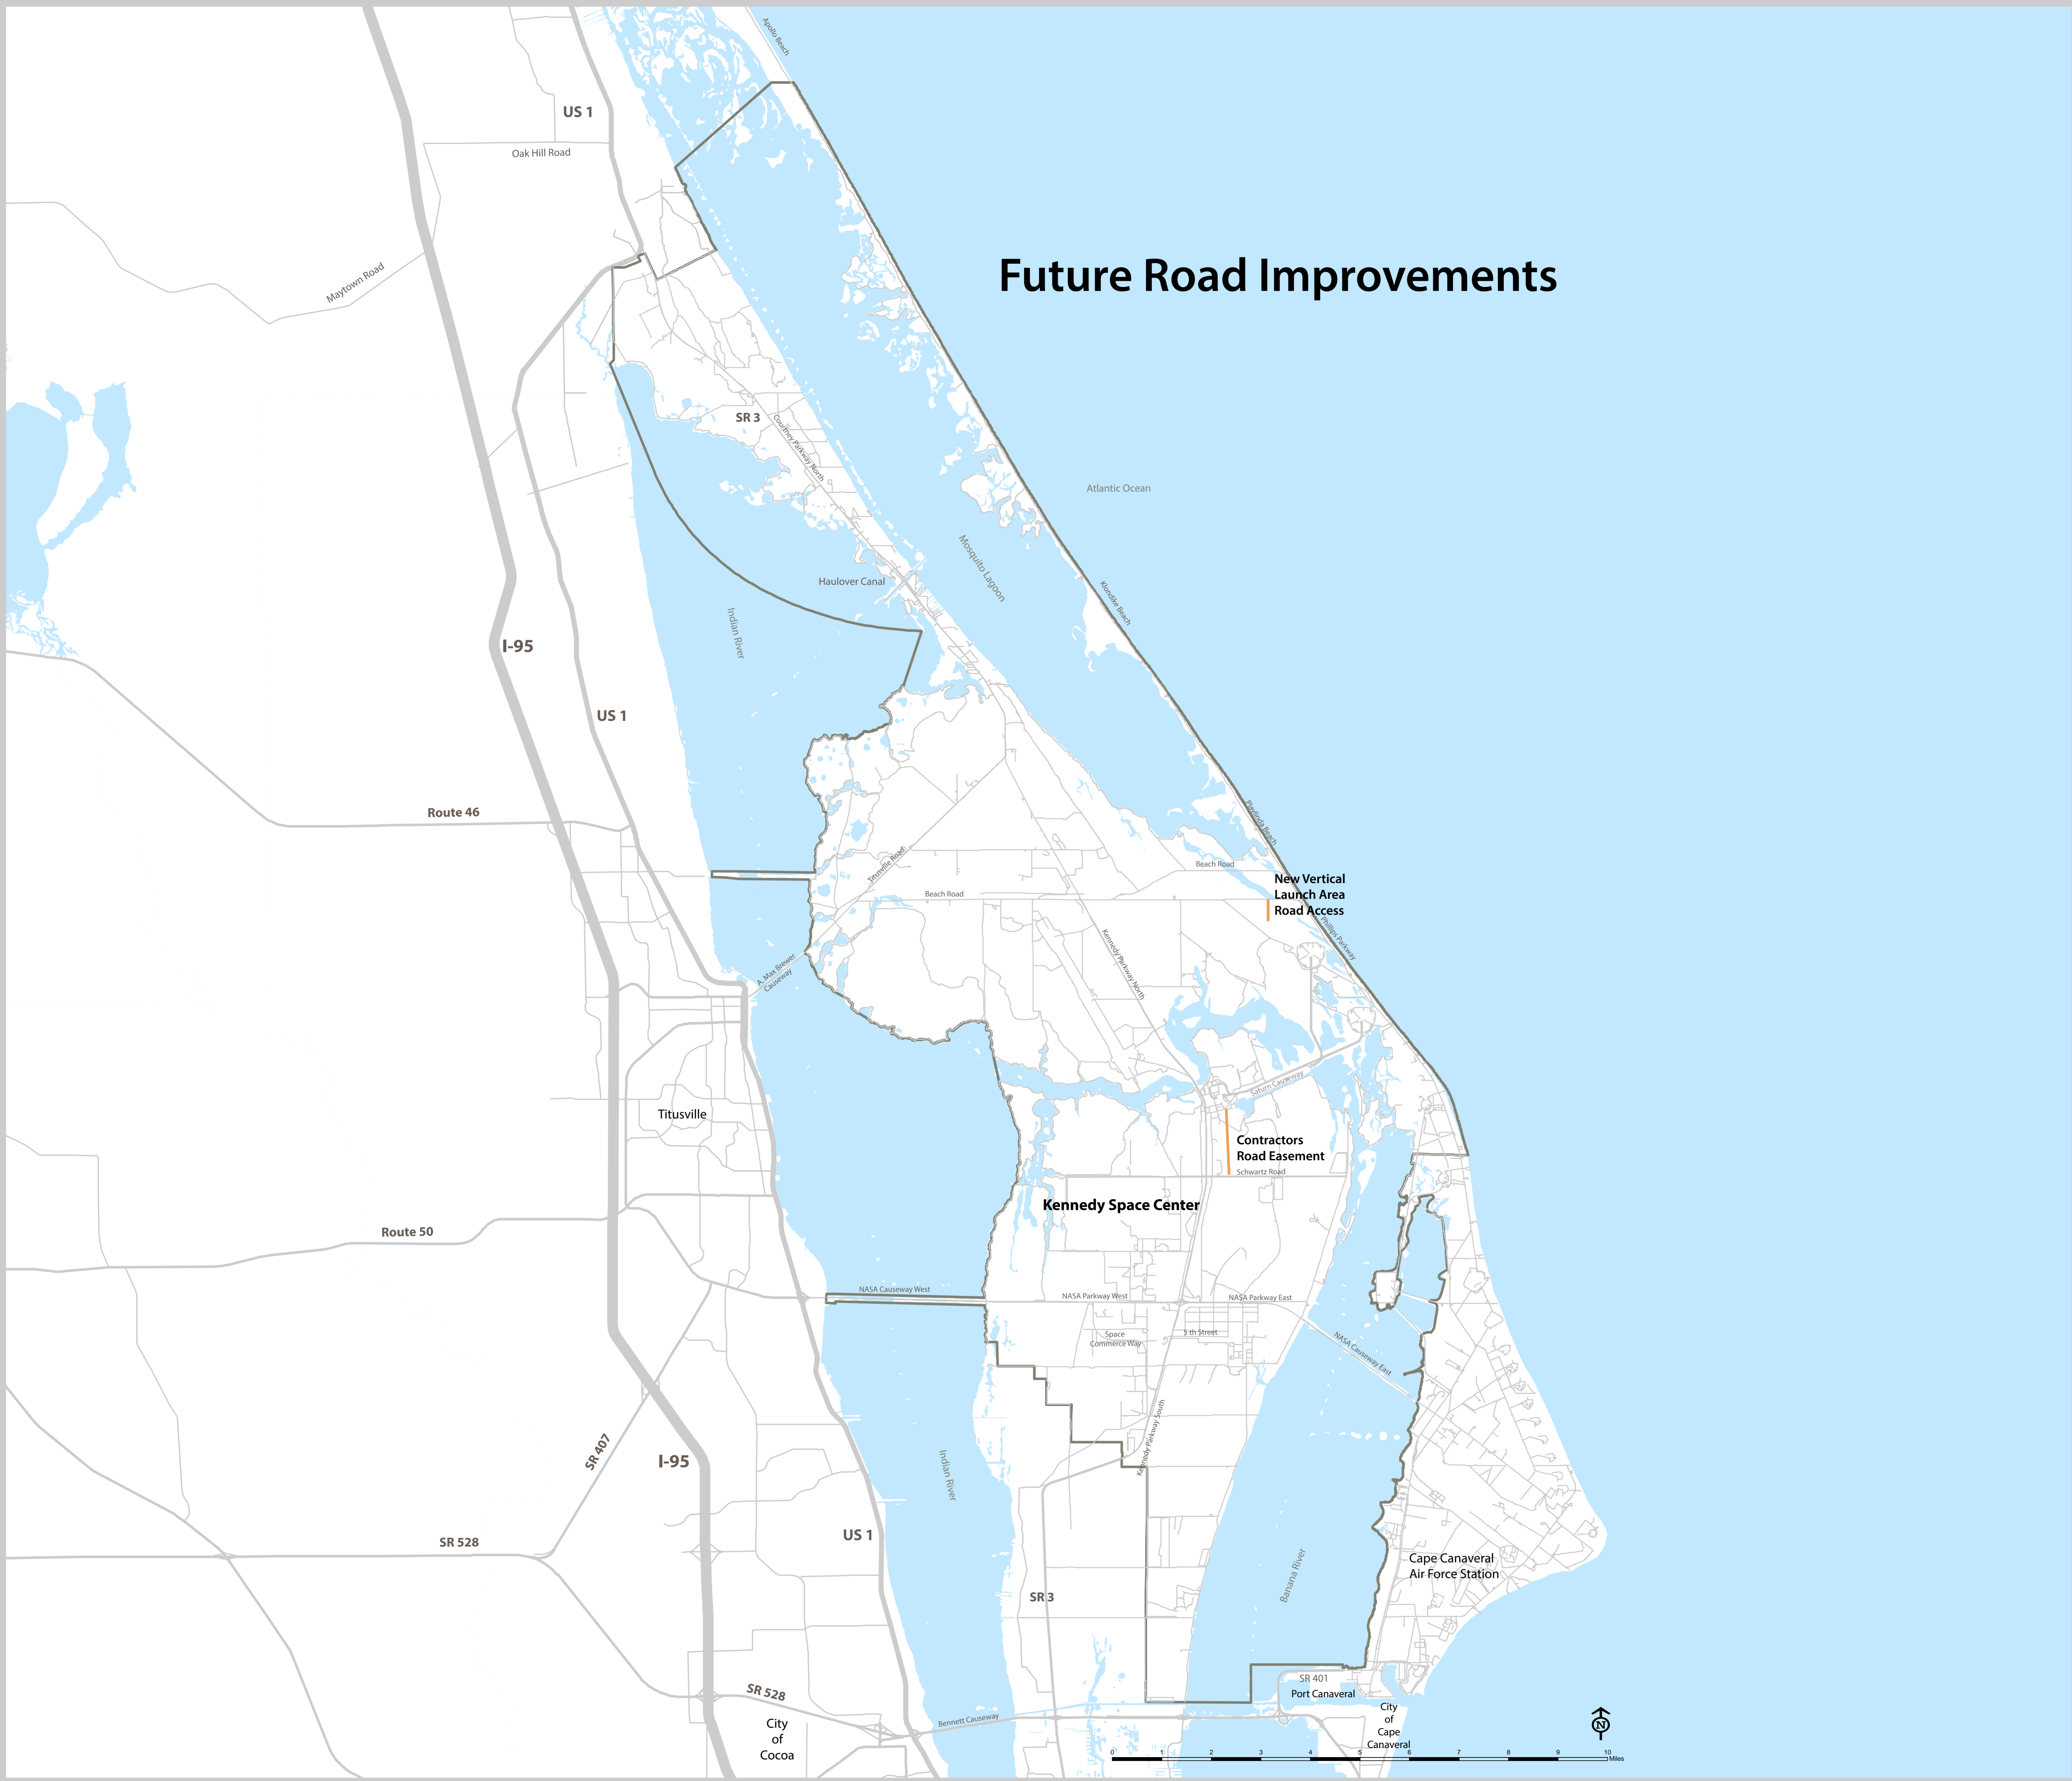 Apollo Beach
US 1
Oak Hill Road
Future Road Improvements
Maytown Road
SR 3
Courtney Parkway North
Atlantic Ocean
Mosquito Lagoon
Haulover Canal
Klondike Beach
Indian River
I-95
US 1
Route 46
Playlinda Beach
Titusville Road
Beach Road
New Vertical
Launch Area
Road Access
Beach Road
Phillips Parkway
Kennedy Parkway North
A. Max Brewer
Causeway
Saturn Causeway
Titusville
Contractors
Road Easement
Schwartz Road
Kennedy Space Center
Route 50
NASA Causeway West
NASA Parkway West
NASA Parkway East
Space
Commerce Way
5 th Street
NASA Causeway East
Kennedy Parkway South
SR 407
I-95
Indian River
US 1
SR 528
Banana River
Cape Canaveral
Air Force Station
SR 3
SR 401
Port Canaveral
SR 528
City
of
Cape
Canaveral
Bennett Causeway
City
of
Cocoa
N
0 1 2 3 4 5 6 7 8 9 10
Miles